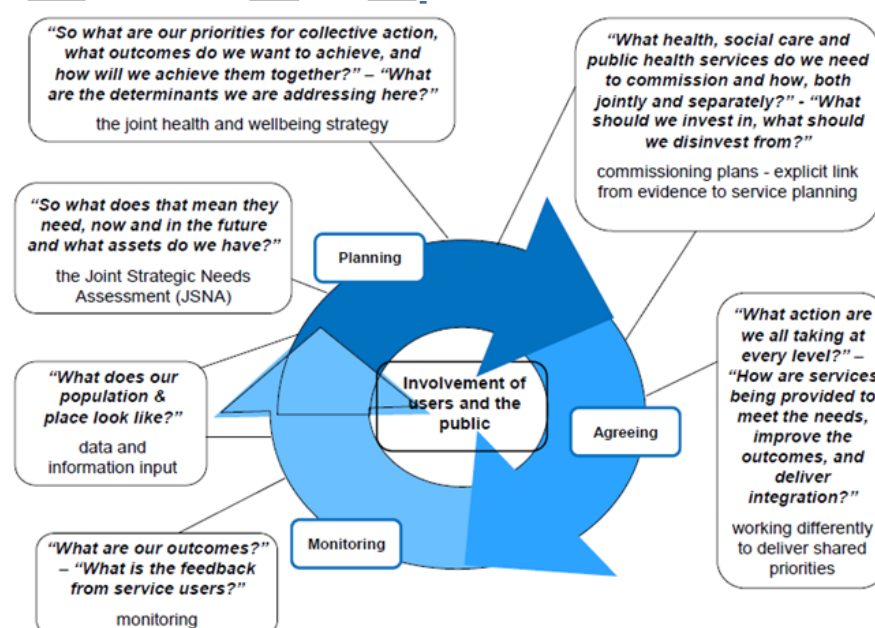 “So what are our priorities for collective action,
what outcomes do we want to achieve, and
how will we achieve them together?” – “What
are the determinants we are addressing here?”
the joint health and wellbeing strategy
“What health, social care and
public health services do we need
to commission and how, both
jointly and separately?” - “What
should we invest in, what should
we disinvest from?”
commissioning plans - explicit link
from evidence to service planning
“So what does that mean they
need, now and in the future
and what assets do we have?”
the Joint Strategic Needs
Assessment (JSNA)
Planning
“What does our
population &
place look like?”
data and
information input
Involvement of
users and the
public
Agreeing
“What action are
we all taking at
every level?” –
“How are services
being provided to
meet the needs,
improve the
outcomes, and
deliver
integration?”
working differently
to deliver shared
priorities
Monitoring
“What are our outcomes?”
– “What is the feedback
from service users?”
monitoring